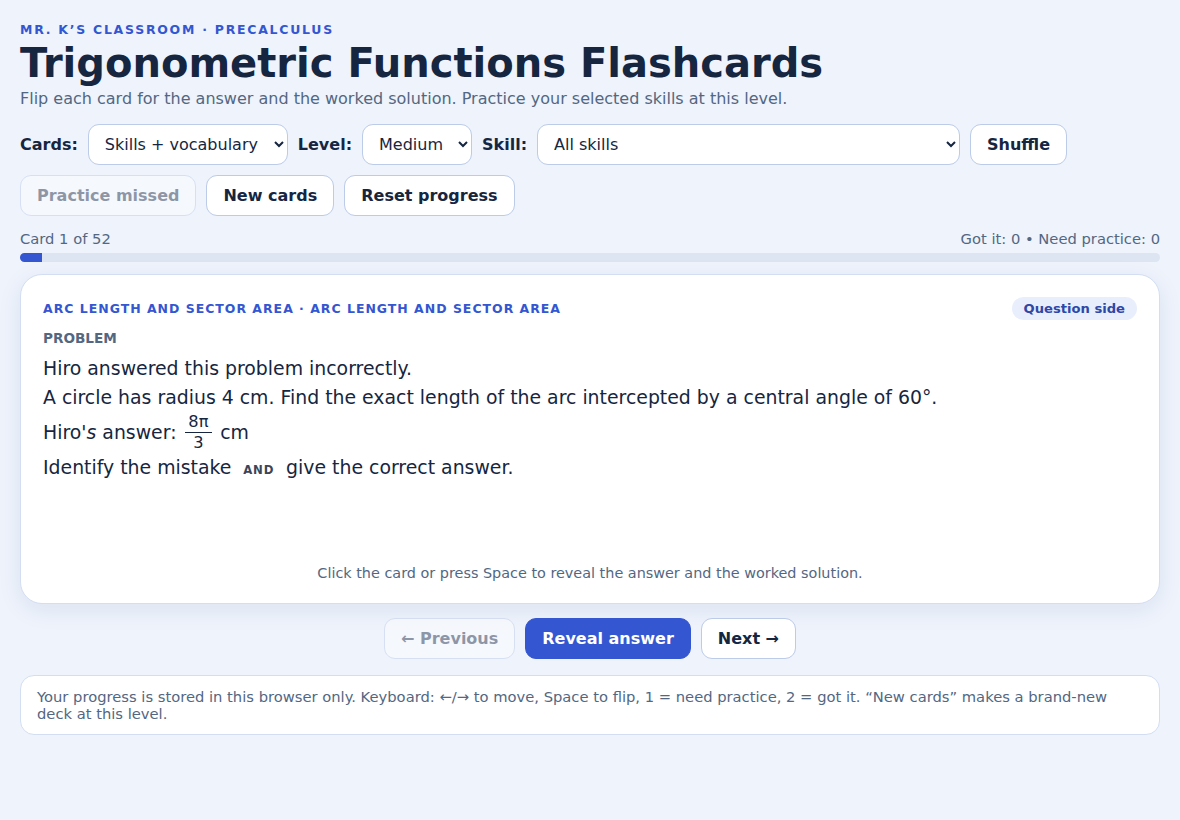 MR. K’S CLASSROOM · PRECALCULUS
Trigonometric Functions Flashcards
Flip each card for the answer and the worked solution. Practice your selected skills at this level.
Cards: Skills + vocabulary Level: Medium Skill: All skills Shuffle
Practice missed New cards Reset progress
Card 1 of 52 Got it: 0 • Need practice: 0
ARC LENGTH AND SECTOR AREA · ARC LENGTH AND SECTOR AREA Question side
PROBLEM
Hiro answered this problem incorrectly.
A circle has radius 4 cm. Find the exact length of the arc intercepted by a central angle of 60°.
Hiro's answer: 8π/3 cm
Identify the mistake AND give the correct answer.
Click the card or press Space to reveal the answer and the worked solution.
← Previous Reveal answer Next →
Your progress is stored in this browser only. Keyboard: ←/→ to move, Space to flip, 1 = need practice, 2 = got it. “New cards” makes a brand-new
deck at this level.